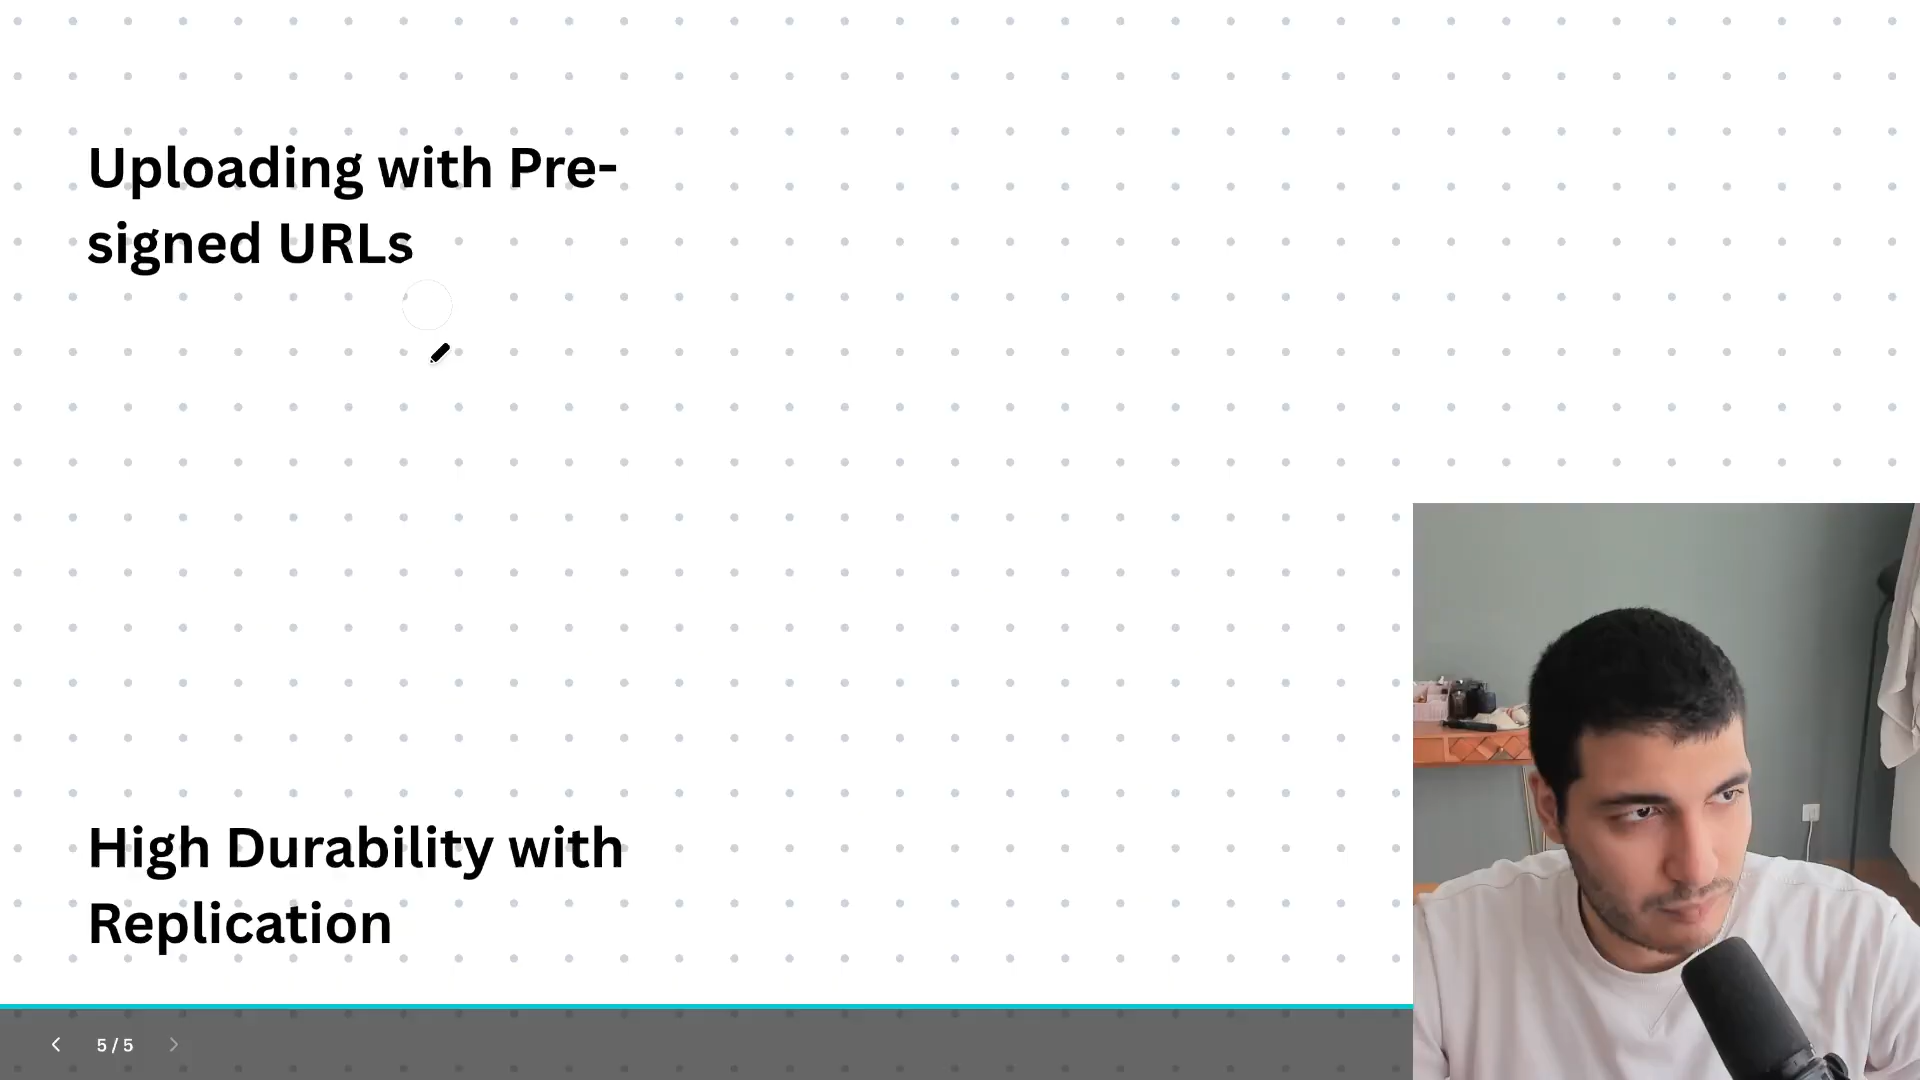 Uploading with Pre-
signed URLs
High Durability with
Replication
5 / 5